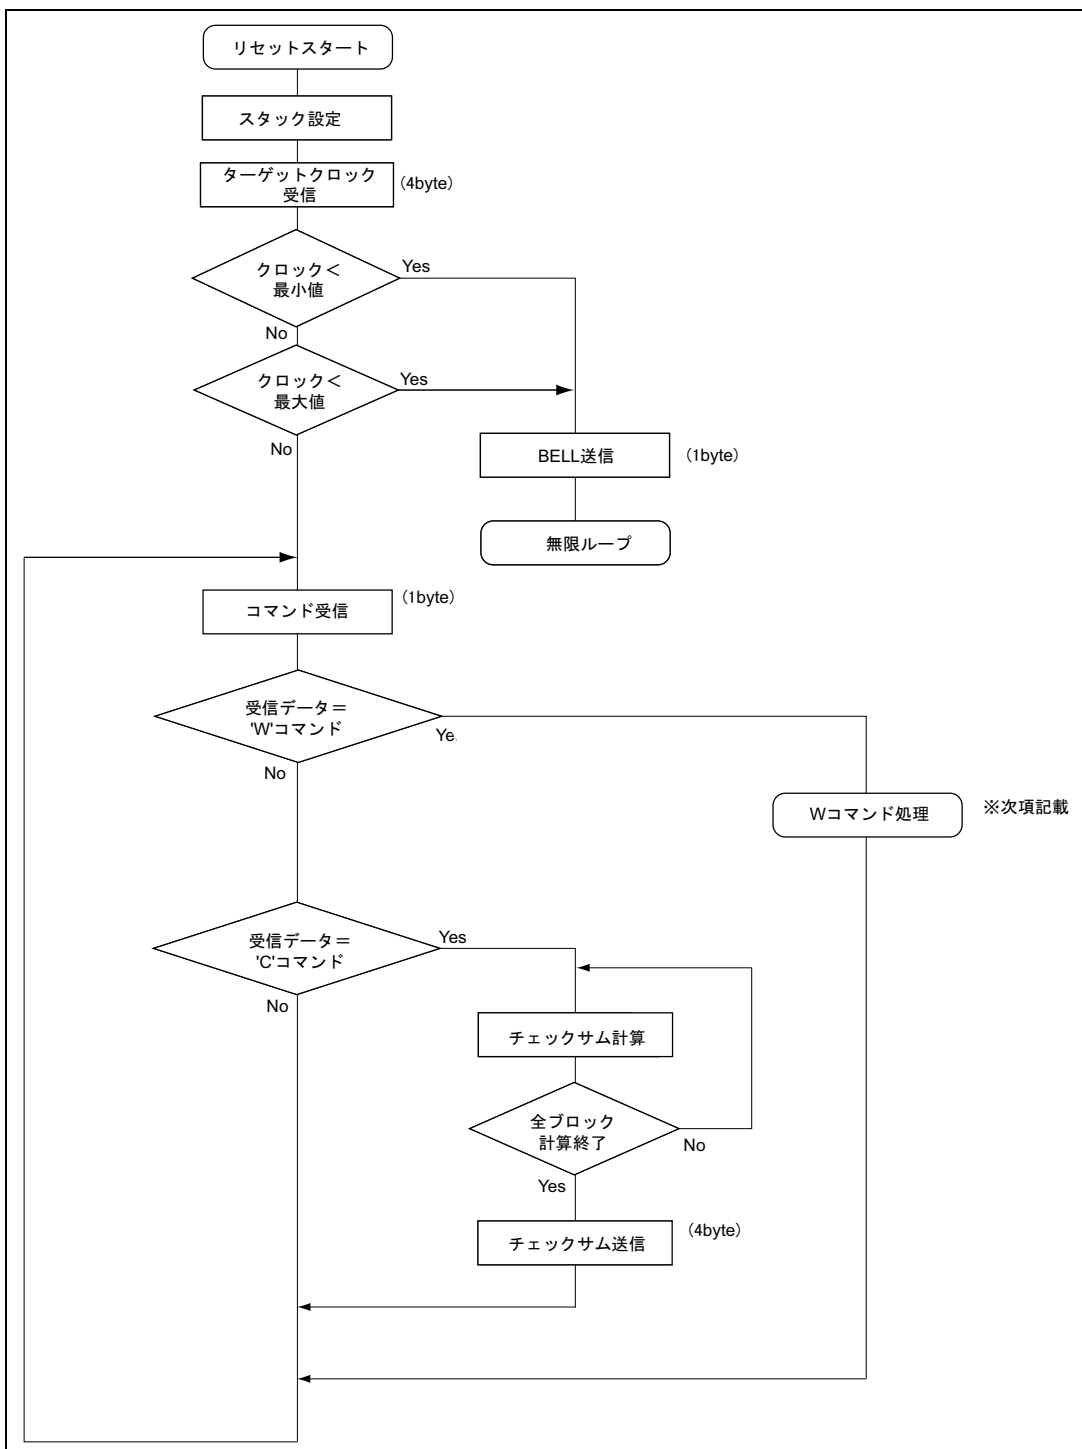 リセットスタート
スタック設定
ターゲットクロック
受信
(4byte)
クロック<
最小値
Yes
No
クロック<
最大値
Yes
No
BELL送信
(1byte)
無限ループ
コマンド受信
(1byte)
受信データ=
'W'コマンド
Ye.
No
Wコマンド処理
※次項記載
受信データ=
'C'コマンド
Yes
No
チェックサム計算
全ブロック
計算終了
No
Yes
チェックサム送信
(4byte)